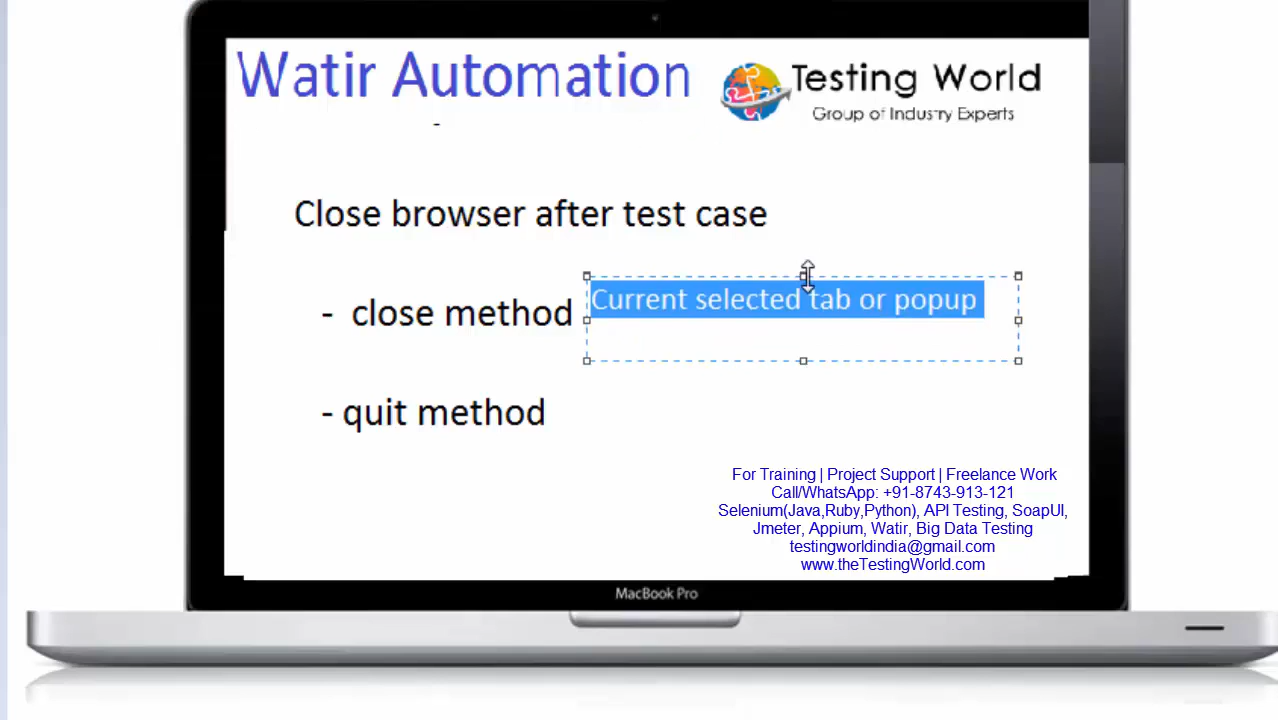 Watir Automation
Testing World
Group of Industry Experts
-
Close browser after test case
- close method
Current selected tab or popup
- quit method
For Training | Project Support | Freelance Work
Call/WhatsApp: +91-8743-913-121
Selenium(Java,Ruby,Python), API Testing, SoapUI,
Jmeter, Appium, Watir, Big Data Testing
testingworldindia@gmail.com
www.theTestingWorld.com
MacBook Pro